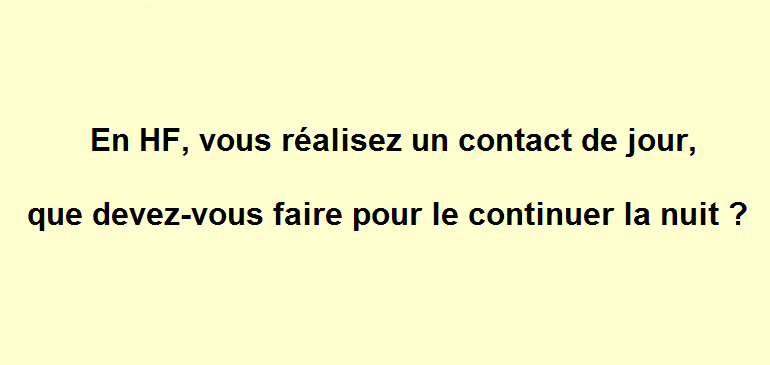 En HF, vous réalisez un contact de jour,
que devez-vous faire pour le continuer la nuit ?